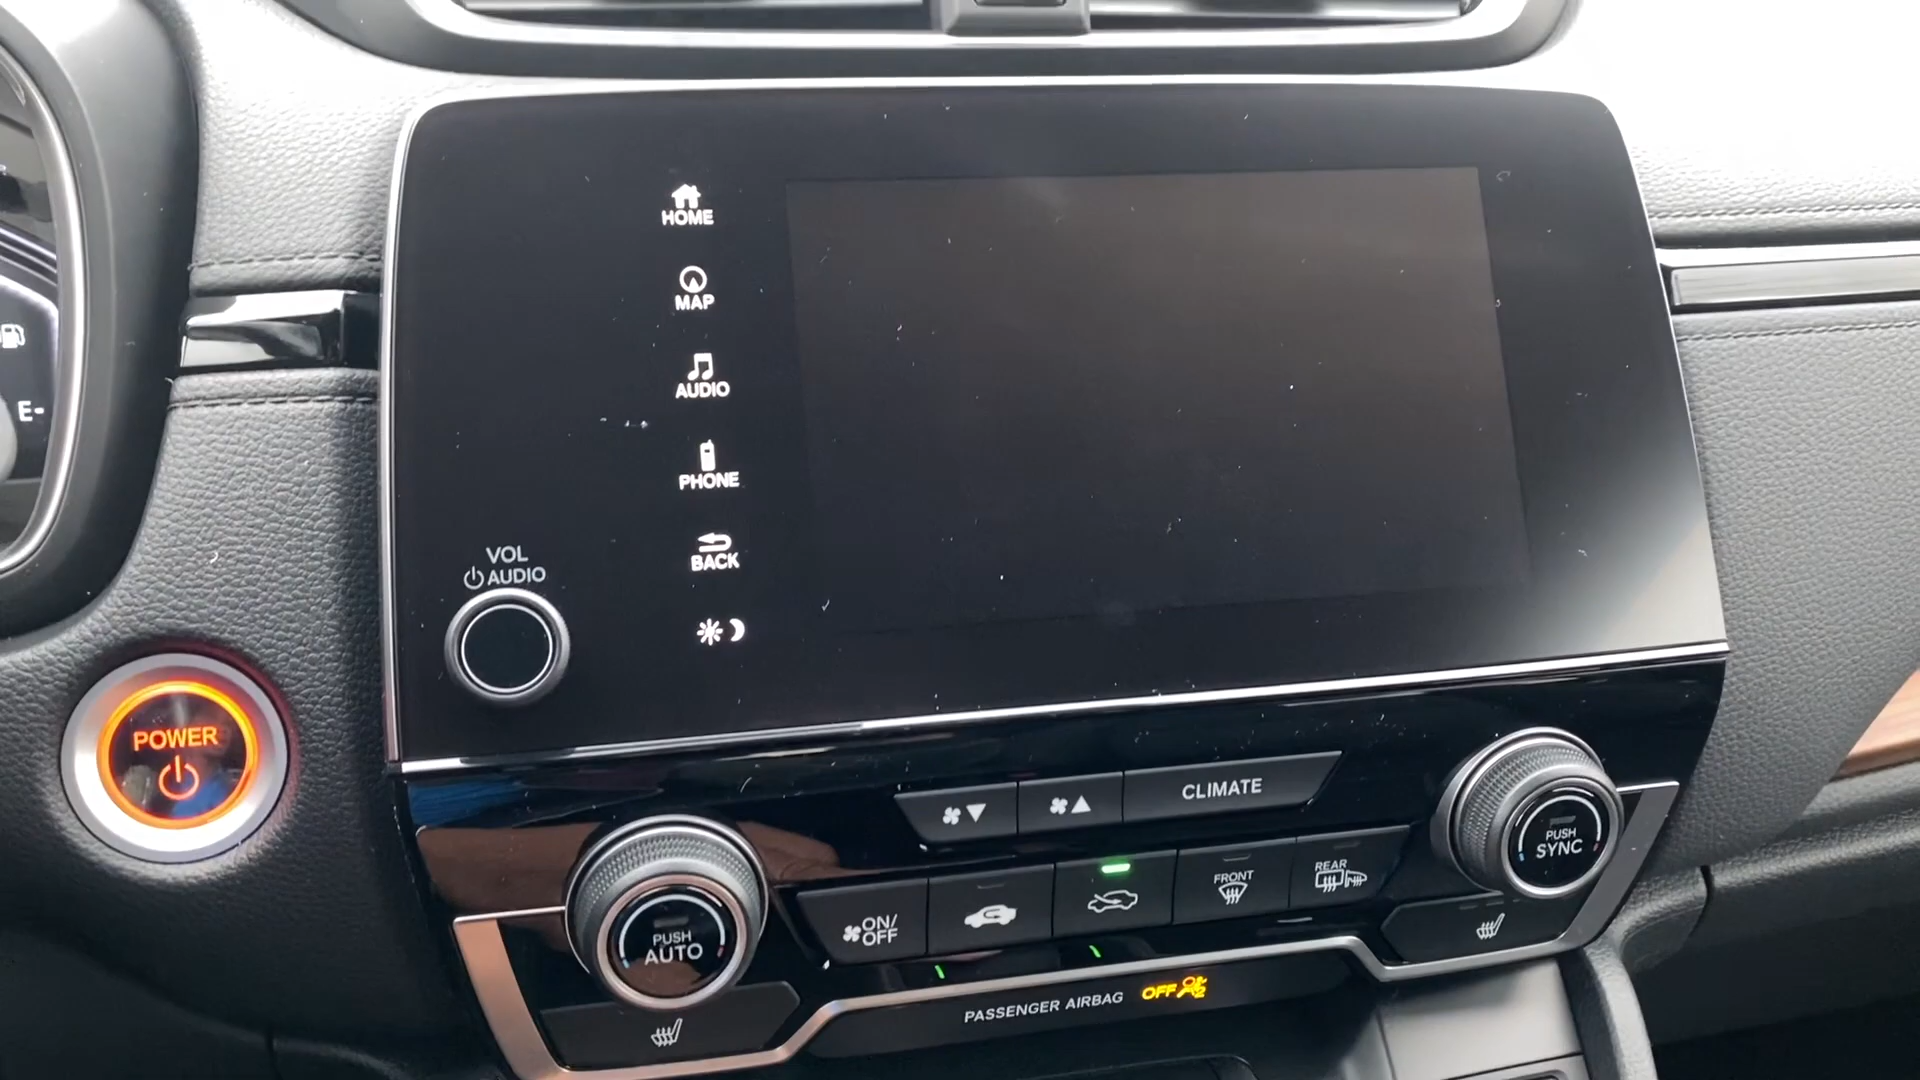 HOME
MAP
AUDIO
PHONE
BACK
VOL
AUDIO
E-
POWER
CLIMATE
PUSH
SYNC
ON/
OFF
FRONT
REAR
PUSH
AUTO
PASSENGER AIRBAG OFF
2